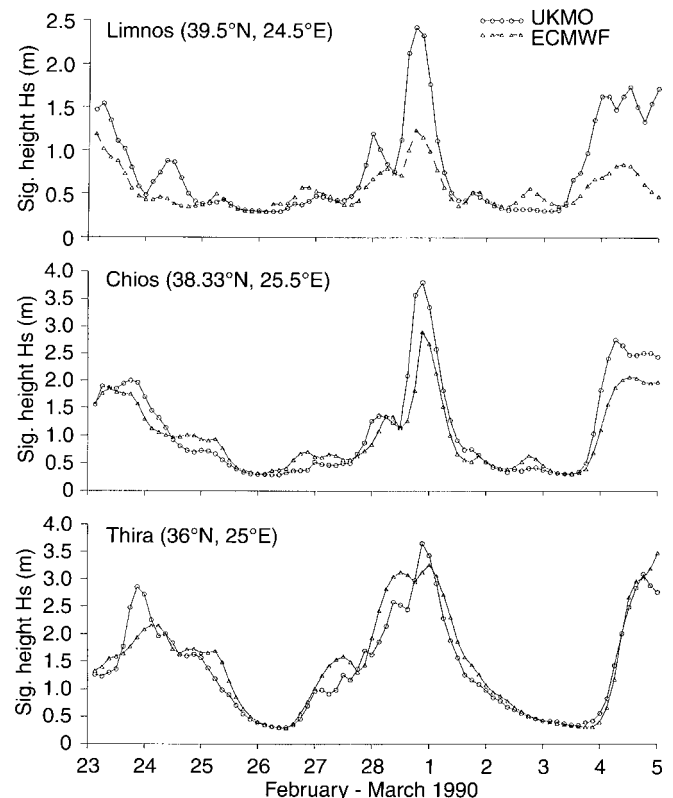 Limnos (39.5°N, 24.5°E)
UKMO
ECMWF
Sig. height Hs (m)
2.5
2.0
1.5
1.0
0.5
0
Chios (38.33°N, 25.5°E)
Sig. height Hs (m)
4.0
3.5
3.0
2.5
2.0
1.5
1.0
0.5
0
Thira (36°N, 25°E)
Sig. height Hs (m)
4.0
3.5
3.0
2.5
2.0
1.5
1.0
0.5
0
23 24 25 26 27 28 1 2 3 4 5
February - March 1990